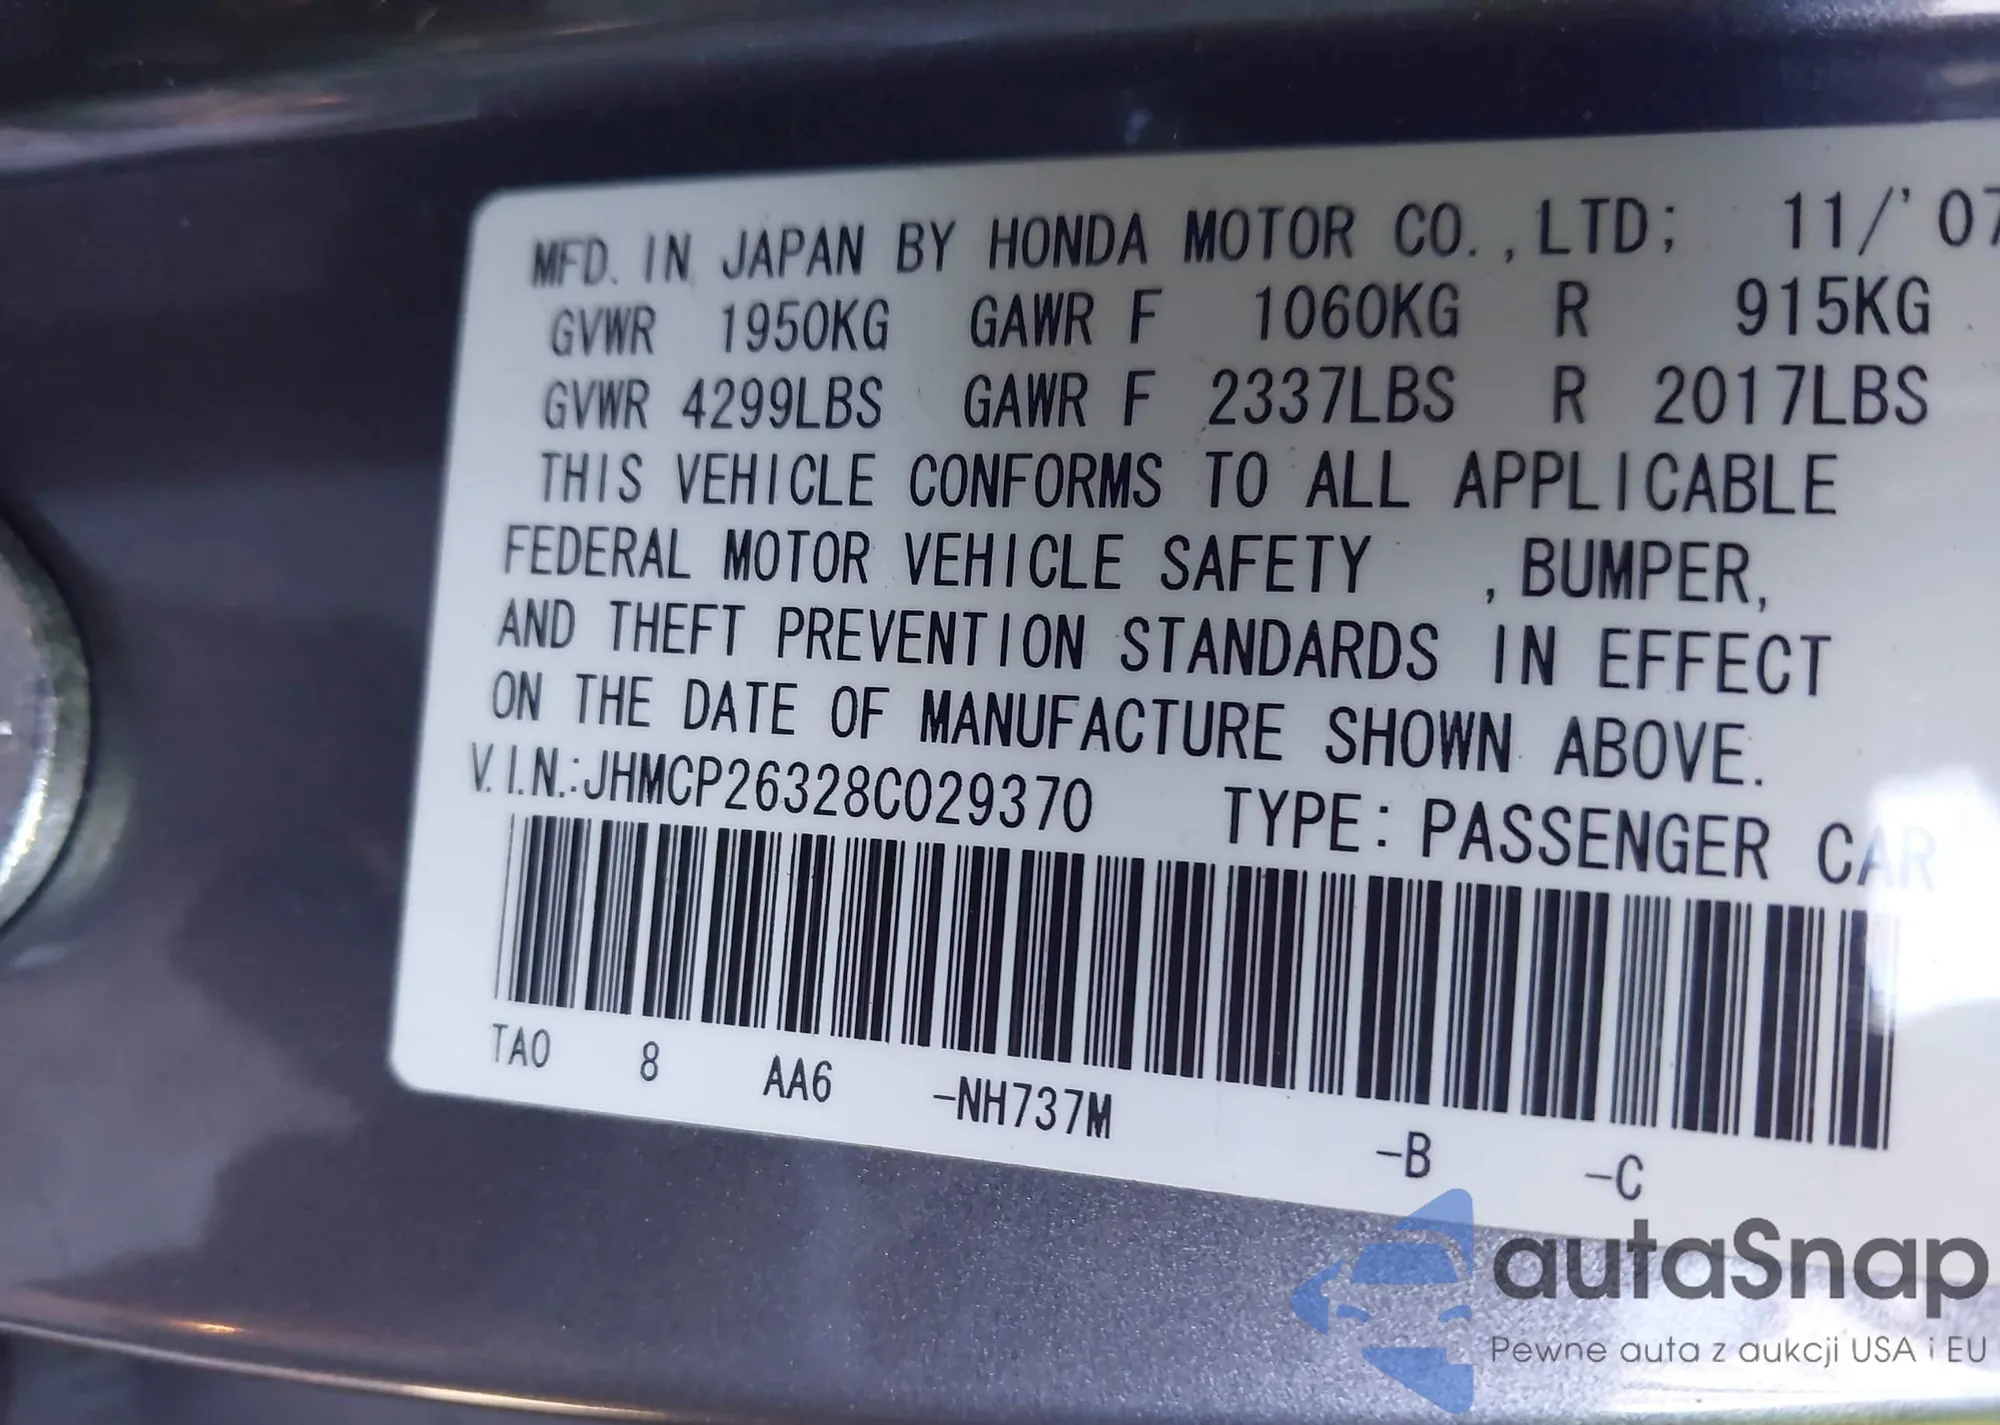 MFD. IN JAPAN BY HONDA MOTOR CO.,LTD; 11/'07
GVWR 1950KG GAWR F 1060KG R 915KG
GVWR 4299LBS GAWR F 2337LBS R 2017LBS
THIS VEHICLE CONFORMS TO ALL APPLICABLE
FEDERAL MOTOR VEHICLE SAFETY , BUMPER,
AND THEFT PREVENTION STANDARDS IN EFFECT
ON THE DATE OF MANUFACTURE SHOWN ABOVE.
V.I.N.:JHMCP26328C029370 TYPE: PASSENGER CAR
TA0 8 AA6 -NH737M -B -C
autaSnap
Pewne auta z aukcji USA i EU